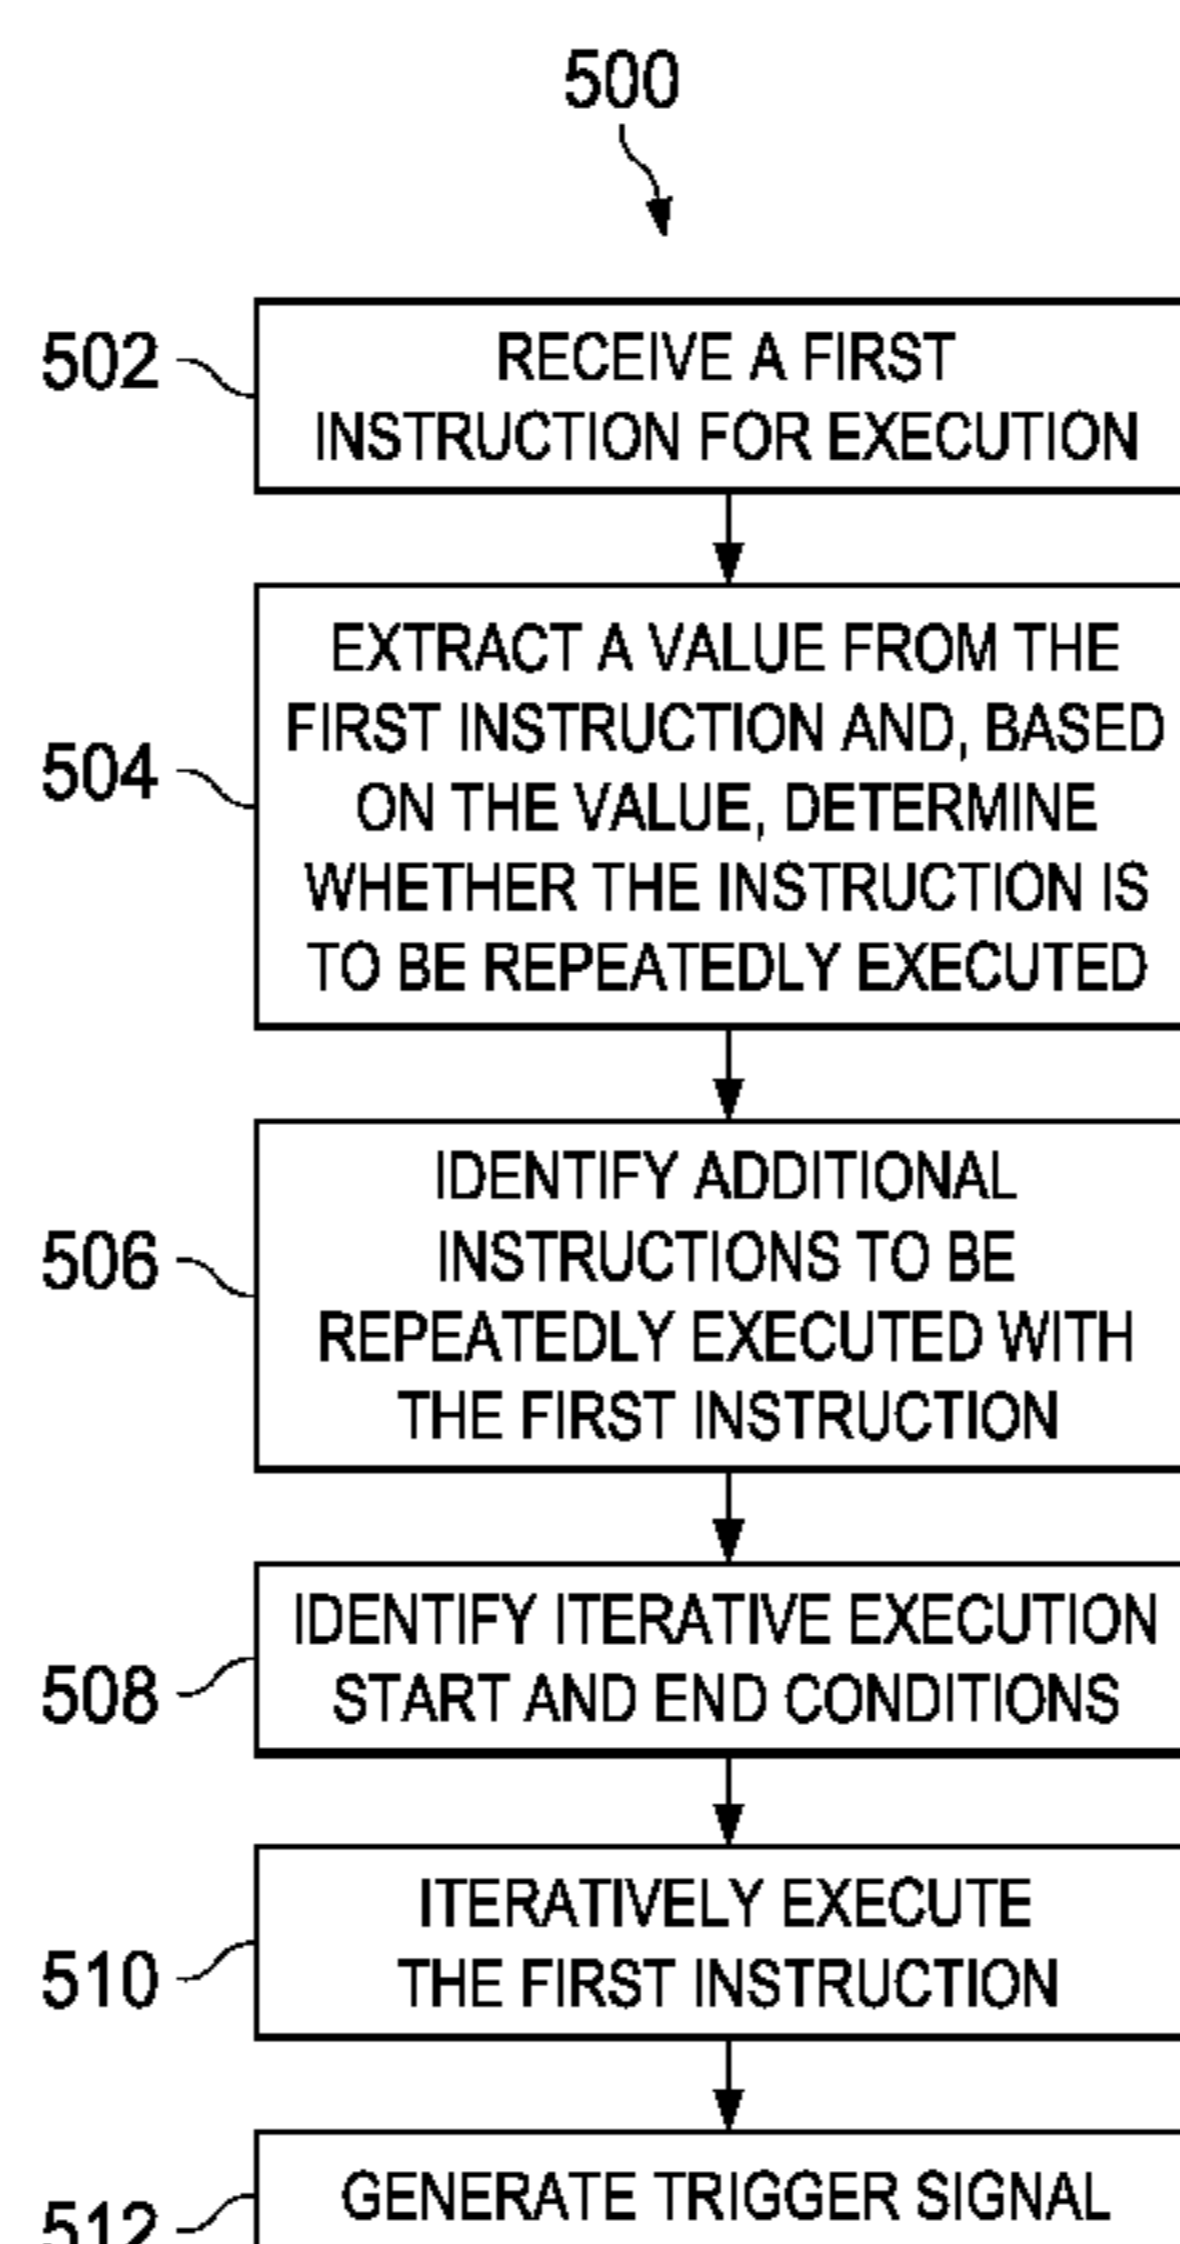 500
502
RECEIVE A FIRST
INSTRUCTION FOR EXECUTION
504
EXTRACT A VALUE FROM THE
FIRST INSTRUCTION AND, BASED
ON THE VALUE, DETERMINE
WHETHER THE INSTRUCTION IS
TO BE REPEATEDLY EXECUTED
506
IDENTIFY ADDITIONAL
INSTRUCTIONS TO BE
REPEATEDLY EXECUTED WITH
THE FIRST INSTRUCTION
508
IDENTIFY ITERATIVE EXECUTION
START AND END CONDITIONS
510
ITERATIVELY EXECUTE
THE FIRST INSTRUCTION
512
GENERATE TRIGGER SIGNAL